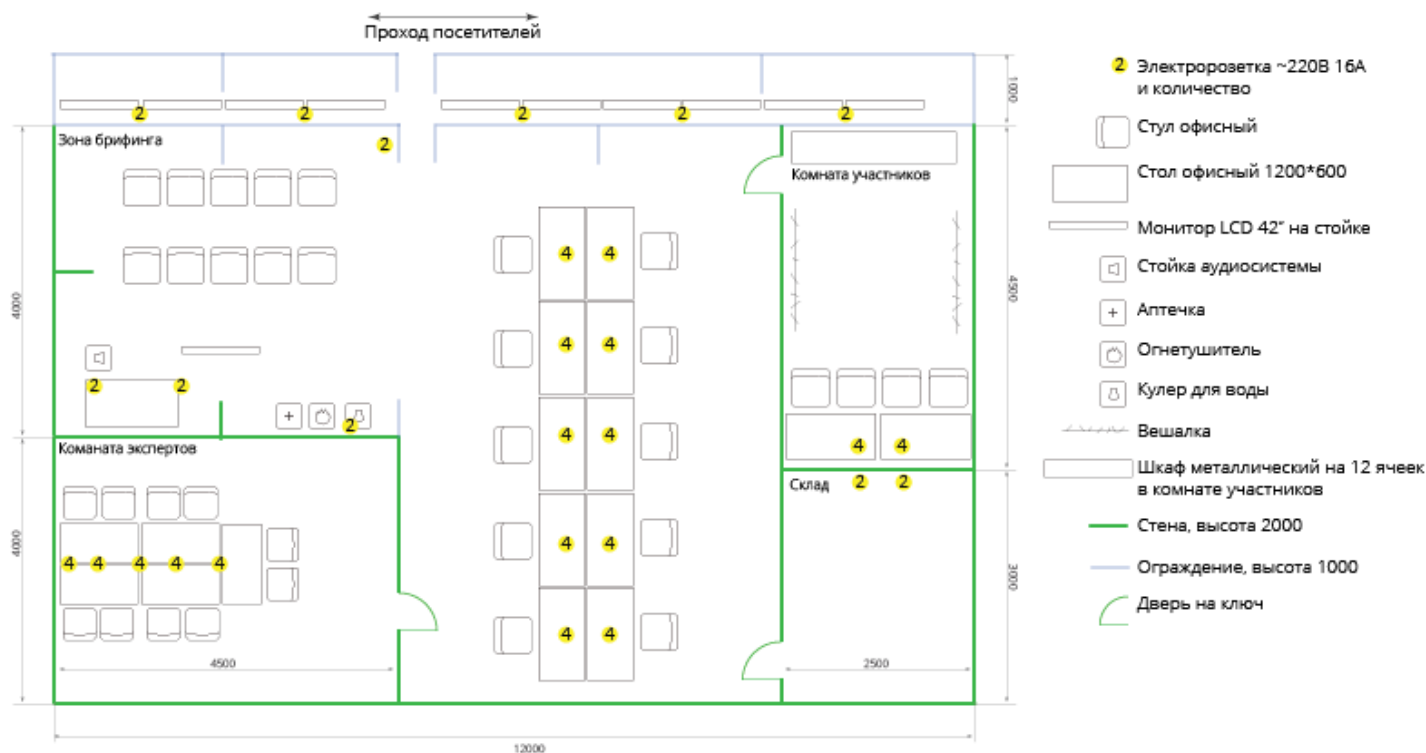 Проход посетителей
2 2 2 2 2
1000
Зона брифинга
2
Комната участников
4 4
4 4
4 4
4 4
4 4
4000
4500
2 2
2
4 4
Команата экспертов
Склад
2 2
4 4 4 4 4
4000
3000
4500
2500
12000
2 Электророзетка ~220В 16А
и количество
Стул офисный
Стол офисный 1200*600
Монитор LCD 42" на стойке
Стойка аудиосистемы
Аптечка
Огнетушитель
Кулер для воды
Вешалка
Шкаф металлический на 12 ячеек
в комнате участников
Стена, высота 2000
Ограждение, высота 1000
Дверь на ключ